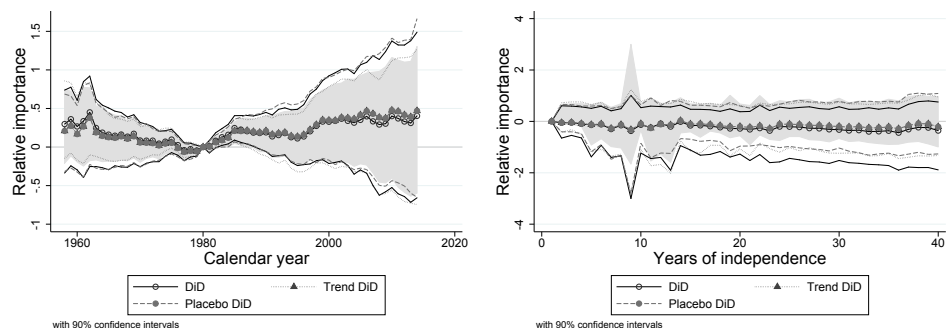 Relative importance
1.5
1
.5
0
-.5
-1
1960 1980 2000 2020
Calendar year
DiD Trend DiD
Placebo DiD
with 90% confidence intervals
Relative importance
4
2
0
-2
-4
0 10 20 30 40
Years of independence
DiD Trend DiD
Placebo DiD
with 90% confidence intervals